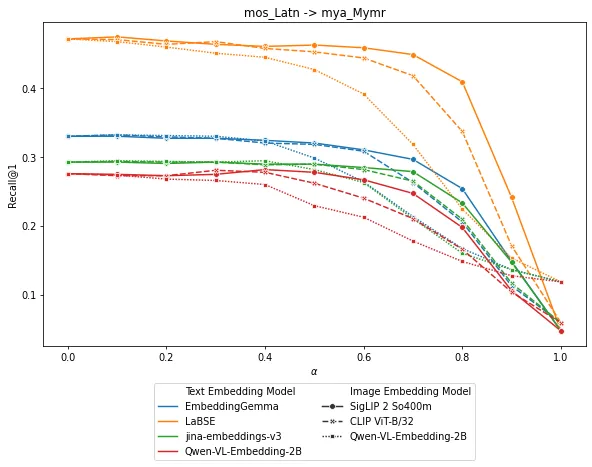 mos_Latn -> mya_Mymr
Recall@1
0.4
0.3
0.2
0.1
0.0 0.2 0.4 0.6 0.8 1.0
α
Text Embedding Model
EmbeddingGemma
LaBSE
jina-embeddings-v3
Qwen-VL-Embedding-2B
Image Embedding Model
SigLIP 2 So400m
CLIP ViT-B/32
Qwen-VL-Embedding-2B